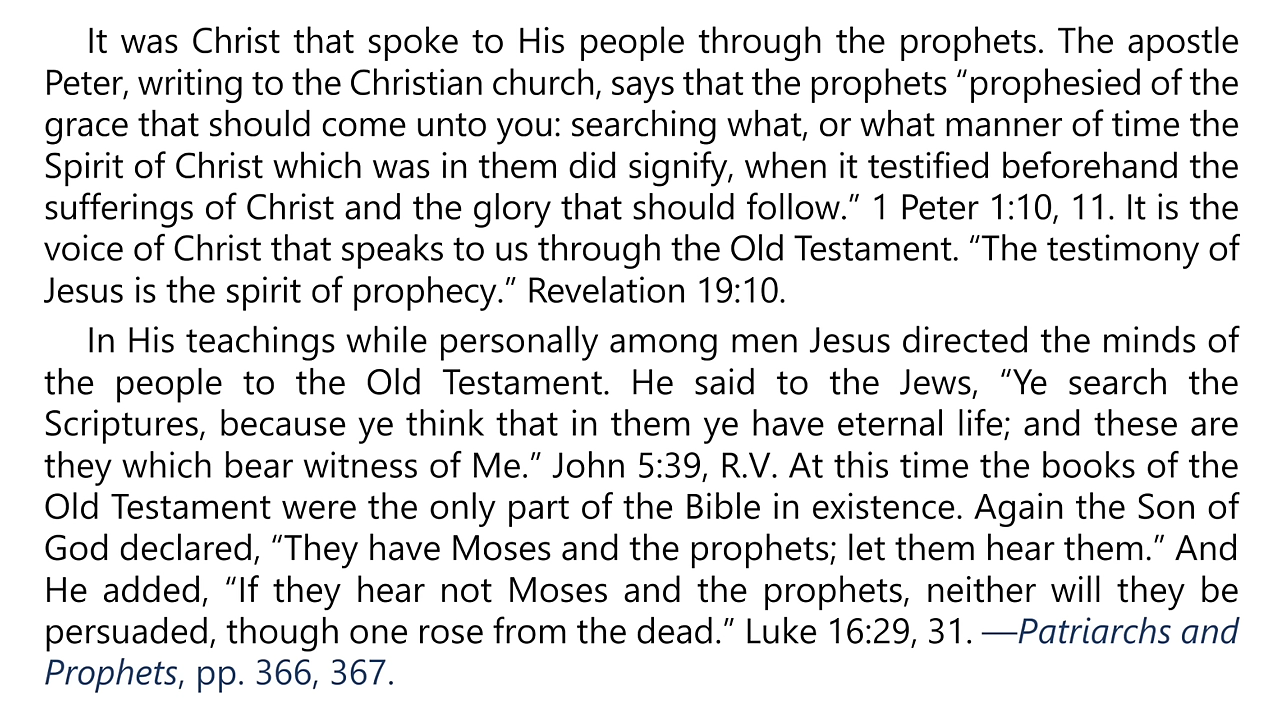 It was Christ that spoke to His people through the prophets. The apostle
Peter, writing to the Christian church, says that the prophets “prophesied of the
grace that should come unto you: searching what, or what manner of time the
Spirit of Christ which was in them did signify, when it testified beforehand the
sufferings of Christ and the glory that should follow.” 1 Peter 1:10, 11. It is the
voice of Christ that speaks to us through the Old Testament. “The testimony of
Jesus is the spirit of prophecy.” Revelation 19:10.
In His teachings while personally among men Jesus directed the minds of
the people to the Old Testament. He said to the Jews, “Ye search the
Scriptures, because ye think that in them ye have eternal life; and these are
they which bear witness of Me.” John 5:39, R.V. At this time the books of the
Old Testament were the only part of the Bible in existence. Again the Son of
God declared, “They have Moses and the prophets; let them hear them.” And
He added, “If they hear not Moses and the prophets, neither will they be
persuaded, though one rose from the dead.” Luke 16:29, 31. —Patriarchs and
Prophets, pp. 366, 367.